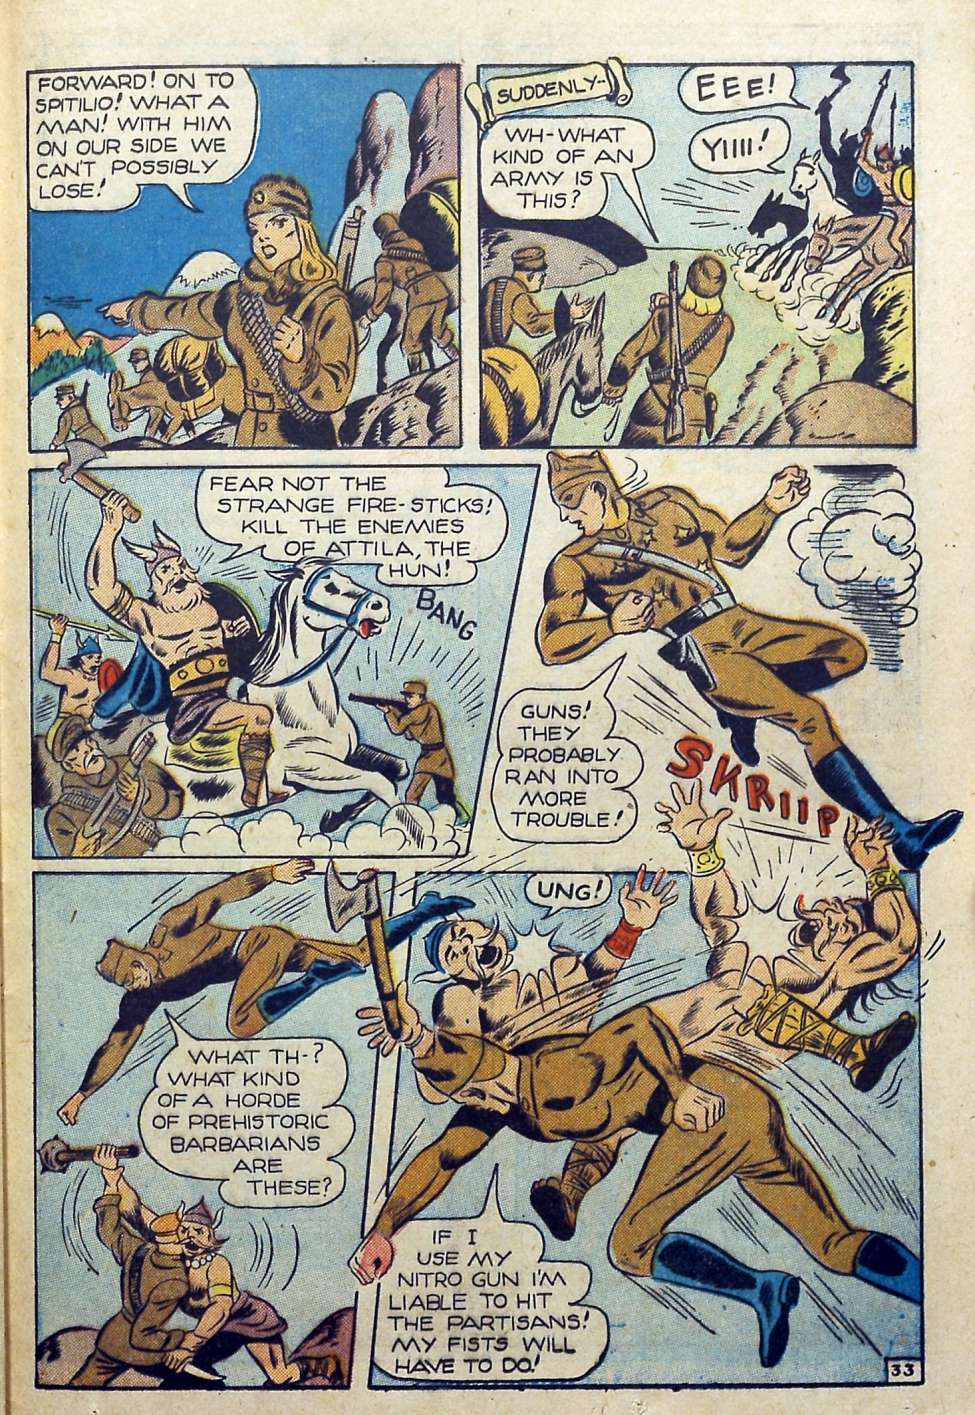 FORWARD! ON TO
SPITILIO! WHAT A
MAN! WITH HIM
ON OUR SIDE WE
CAN'T POSSIBLY
LOSE!
SUDDENLY--
WH-WHAT
KIND OF AN
ARMY IS
THIS?
EEE!
YIIII!
FEAR NOT THE
STRANGE FIRE-STICKS!
KILL THE ENEMIES
OF ATTILA, THE
HUN!
BANG
GUNS!
THEY
PROBABLY
RAN INTO
MORE
TROUBLE!
SKRIIP!
WHAT TH-?
WHAT KIND
OF A HORDE
OF PREHISTORIC
BARBARIANS
ARE
THESE?
UNG!
IF I
USE MY
NITRO GUN I'M
LIABLE TO HIT
THE PARTISANS!
MY FISTS WILL
HAVE TO DO!
33